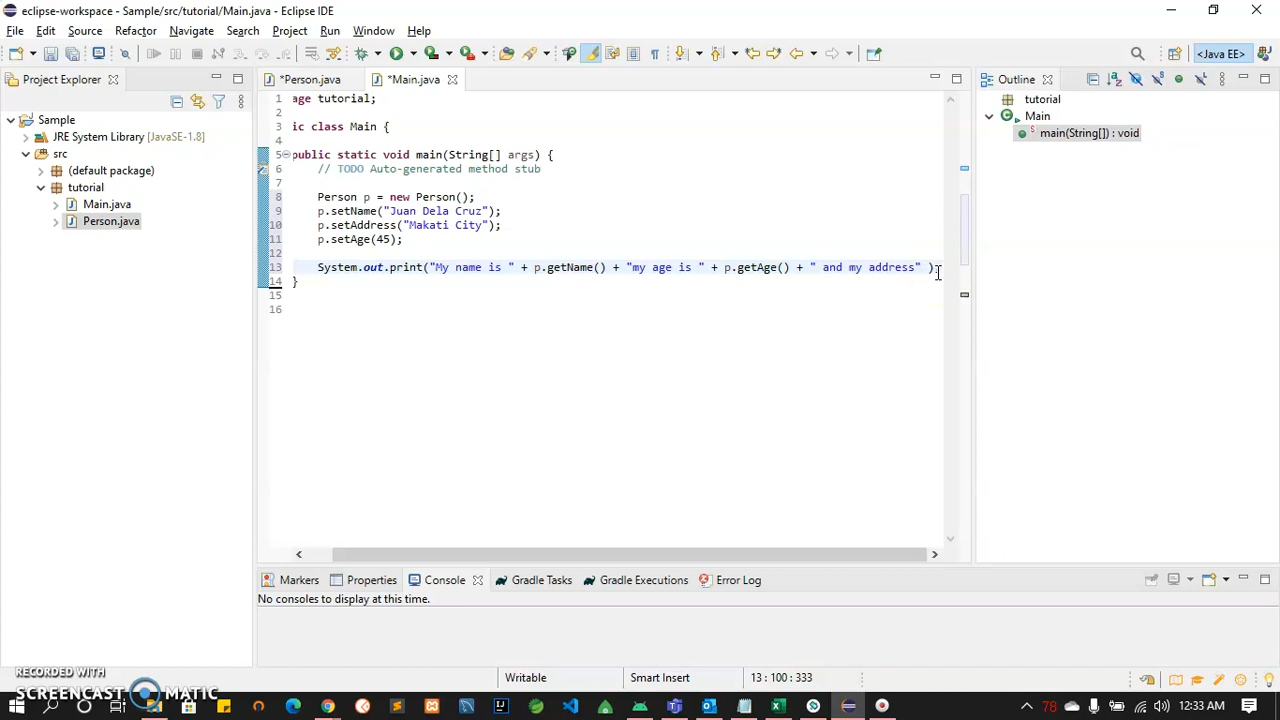 eclipse-workspace - Sample/src/tutorial/Main.java - Eclipse IDE
File Edit Source Refactor Navigate Search Project Run Window Help
<Java EE>
Project Explorer
*Person.java *Main.java
Outline
Sample
JRE System Library [JavaSE-1.8]
src
(default package)
tutorial
Main.java
Person.java
1 age tutorial;
2
3 ic class Main {
4
5 public static void main(String[] args) {
6 // TODO Auto-generated method stub
7
8 Person p = new Person();
9 p.setName("Juan Dela Cruz");
10 p.setAddress("Makati City");
11 p.setAge(45);
12
13 System.out.print("My name is " + p.getName() + "my age is " + p.getAge() + " and my address" );
14 }
15
16
tutorial
Main
main(String[]) : void
Markers Properties Console Gradle Tasks Gradle Executions Error Log
No consoles to display at this time.
Writable Smart Insert 13 : 100 : 333
RECORDED WITH
SCREENCAST MATIC
78 12:33 AM